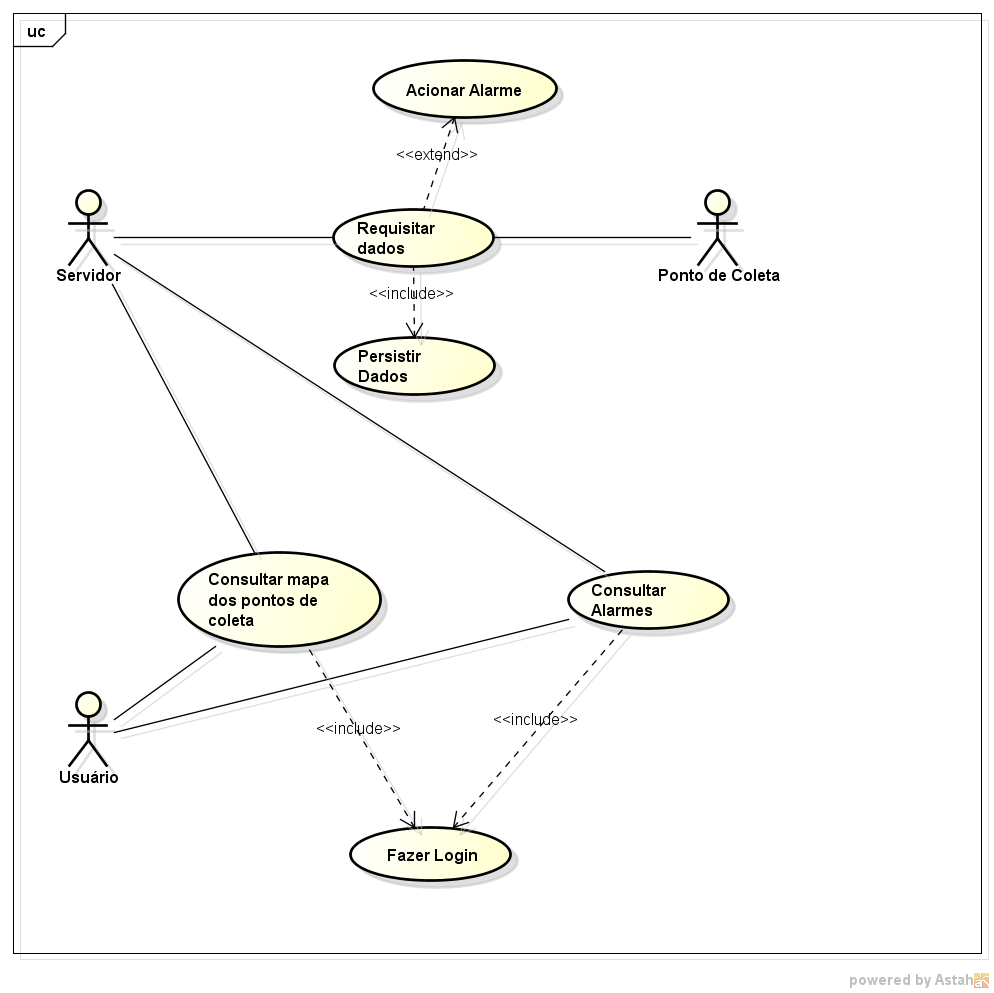 uc
Acionar Alarme
<<extend>>
Requisitar
dados
Servidor
Ponto de Coleta
<<include>>
Persistir
Dados
Consultar mapa
dos pontos de
coleta
Consultar
Alarmes
<<include>>
<<include>>
Usuário
Fazer Login
powered by Astah